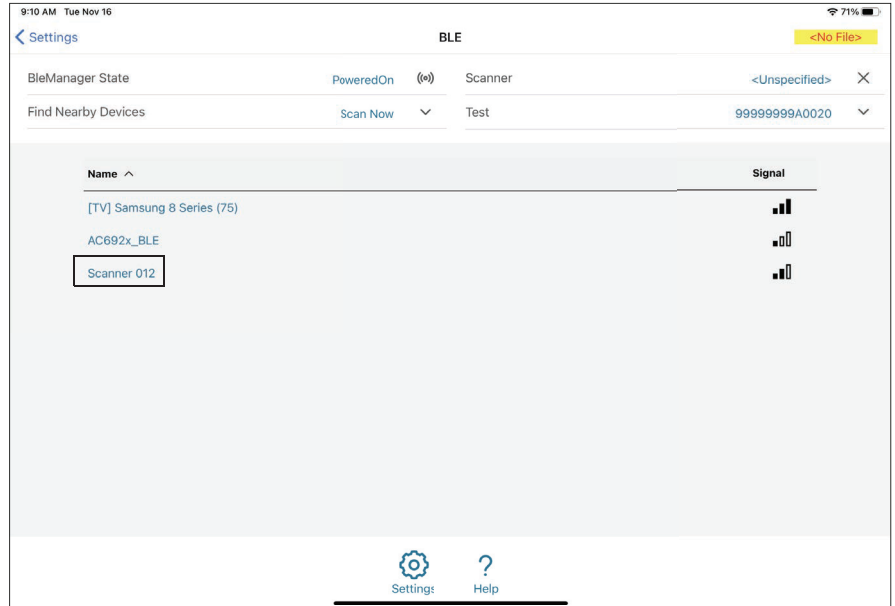 9:10 AM Tue Nov 16 71%
Settings BLE <No File>
BleManager State PoweredOn Scanner <Unspecified>
Find Nearby Devices Scan Now Test 99999999A0020
Name Signal
[TV] Samsung 8 Series (75)
AC692x_BLE
Scanner 012
Settings Help